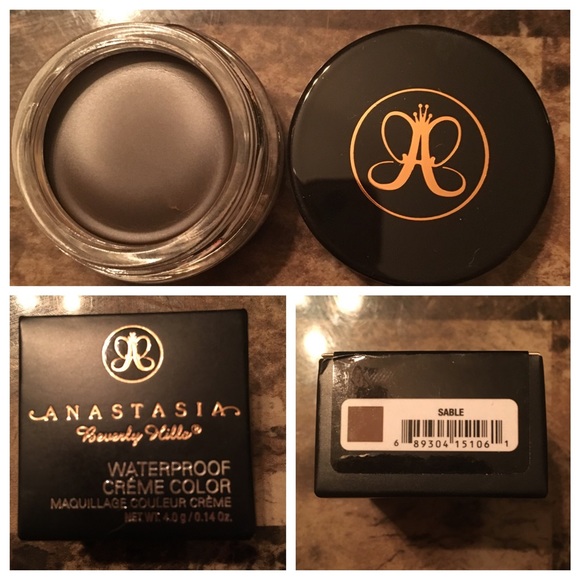 A
ANASTASIA
Beverly Hills®
WATERPROOF
CRÈME COLOR
MAQUILLAGE COULEUR CRÈME
NET WT. 4.0 g / 0.14 Oz.
SABLE
6 89304 15106 1